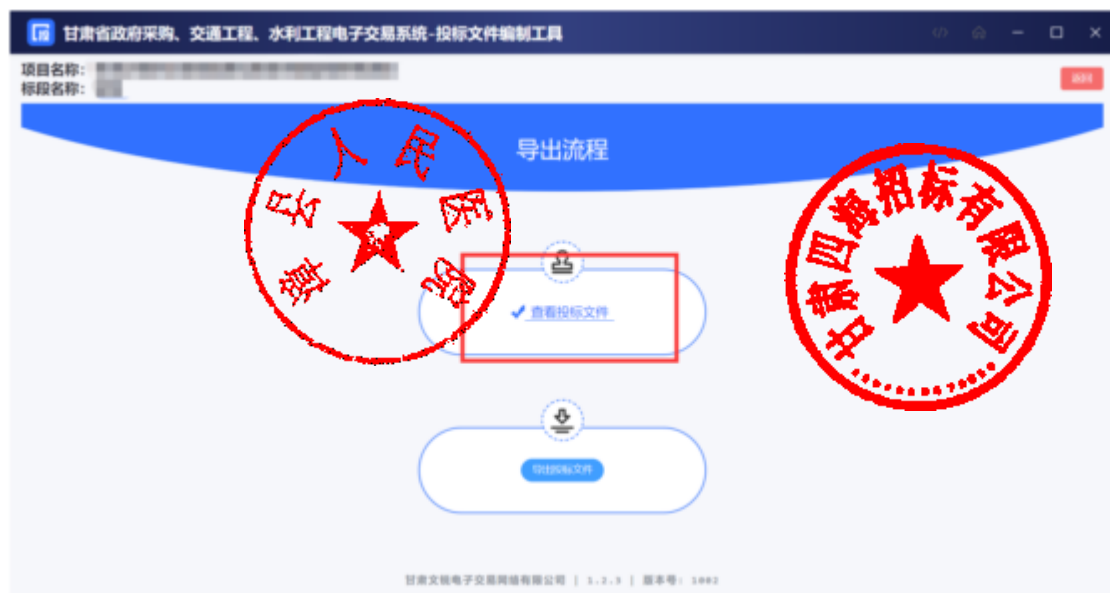 甘肃省政府采购、交通工程、水利工程电子交易系统-投标文件编制工具
项目名称：
标段名称：
返回
导出流程
县人民医院
甘肃四海招标有限公司
查看投标文件
导出投标文件
甘肃文锐电子交易网络有限公司 | 1.2.3 | 版本号: 1002